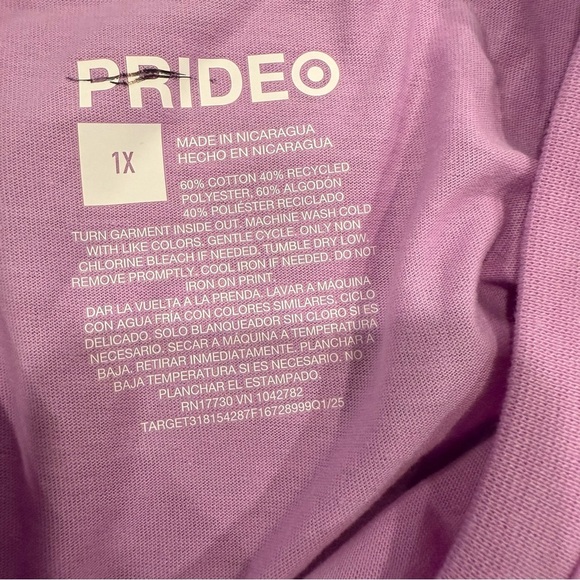 PRIDE
1X
MADE IN NICARAGUA
HECHO EN NICARAGUA
60% COTTON 40% RECYCLED
POLYESTER, 60% ALGODÓN
40% POLIÉSTER RECICLADO
TURN GARMENT INSIDE OUT. MACHINE WASH COLD
WITH LIKE COLORS. GENTLE CYCLE. ONLY NON
CHLORINE BLEACH IF NEEDED. TUMBLE DRY LOW.
REMOVE PROMPTLY. COOL IRON IF NEEDED. DO NOT
IRON ON PRINT.
DAR LA VUELTA A LA PRENDA, LAVAR A MÁQUINA
CON AGUA FRÍA CON COLORES SIMILARES, CICLO
DELICADO. SOLO BLANQUEADOR SIN CLORO SI ES
NECESARIO. SECAR A MÁQUINA A TEMPERATURA
BAJA. RETIRAR INMEDIATAMENTE. PLANCHAR A
BAJA TEMPERATURA SI ES NECESARIO. NO
PLANCHAR EL ESTAMPADO.
RN17730 VN 1042782
TARGET318154287F16728999Q1/25